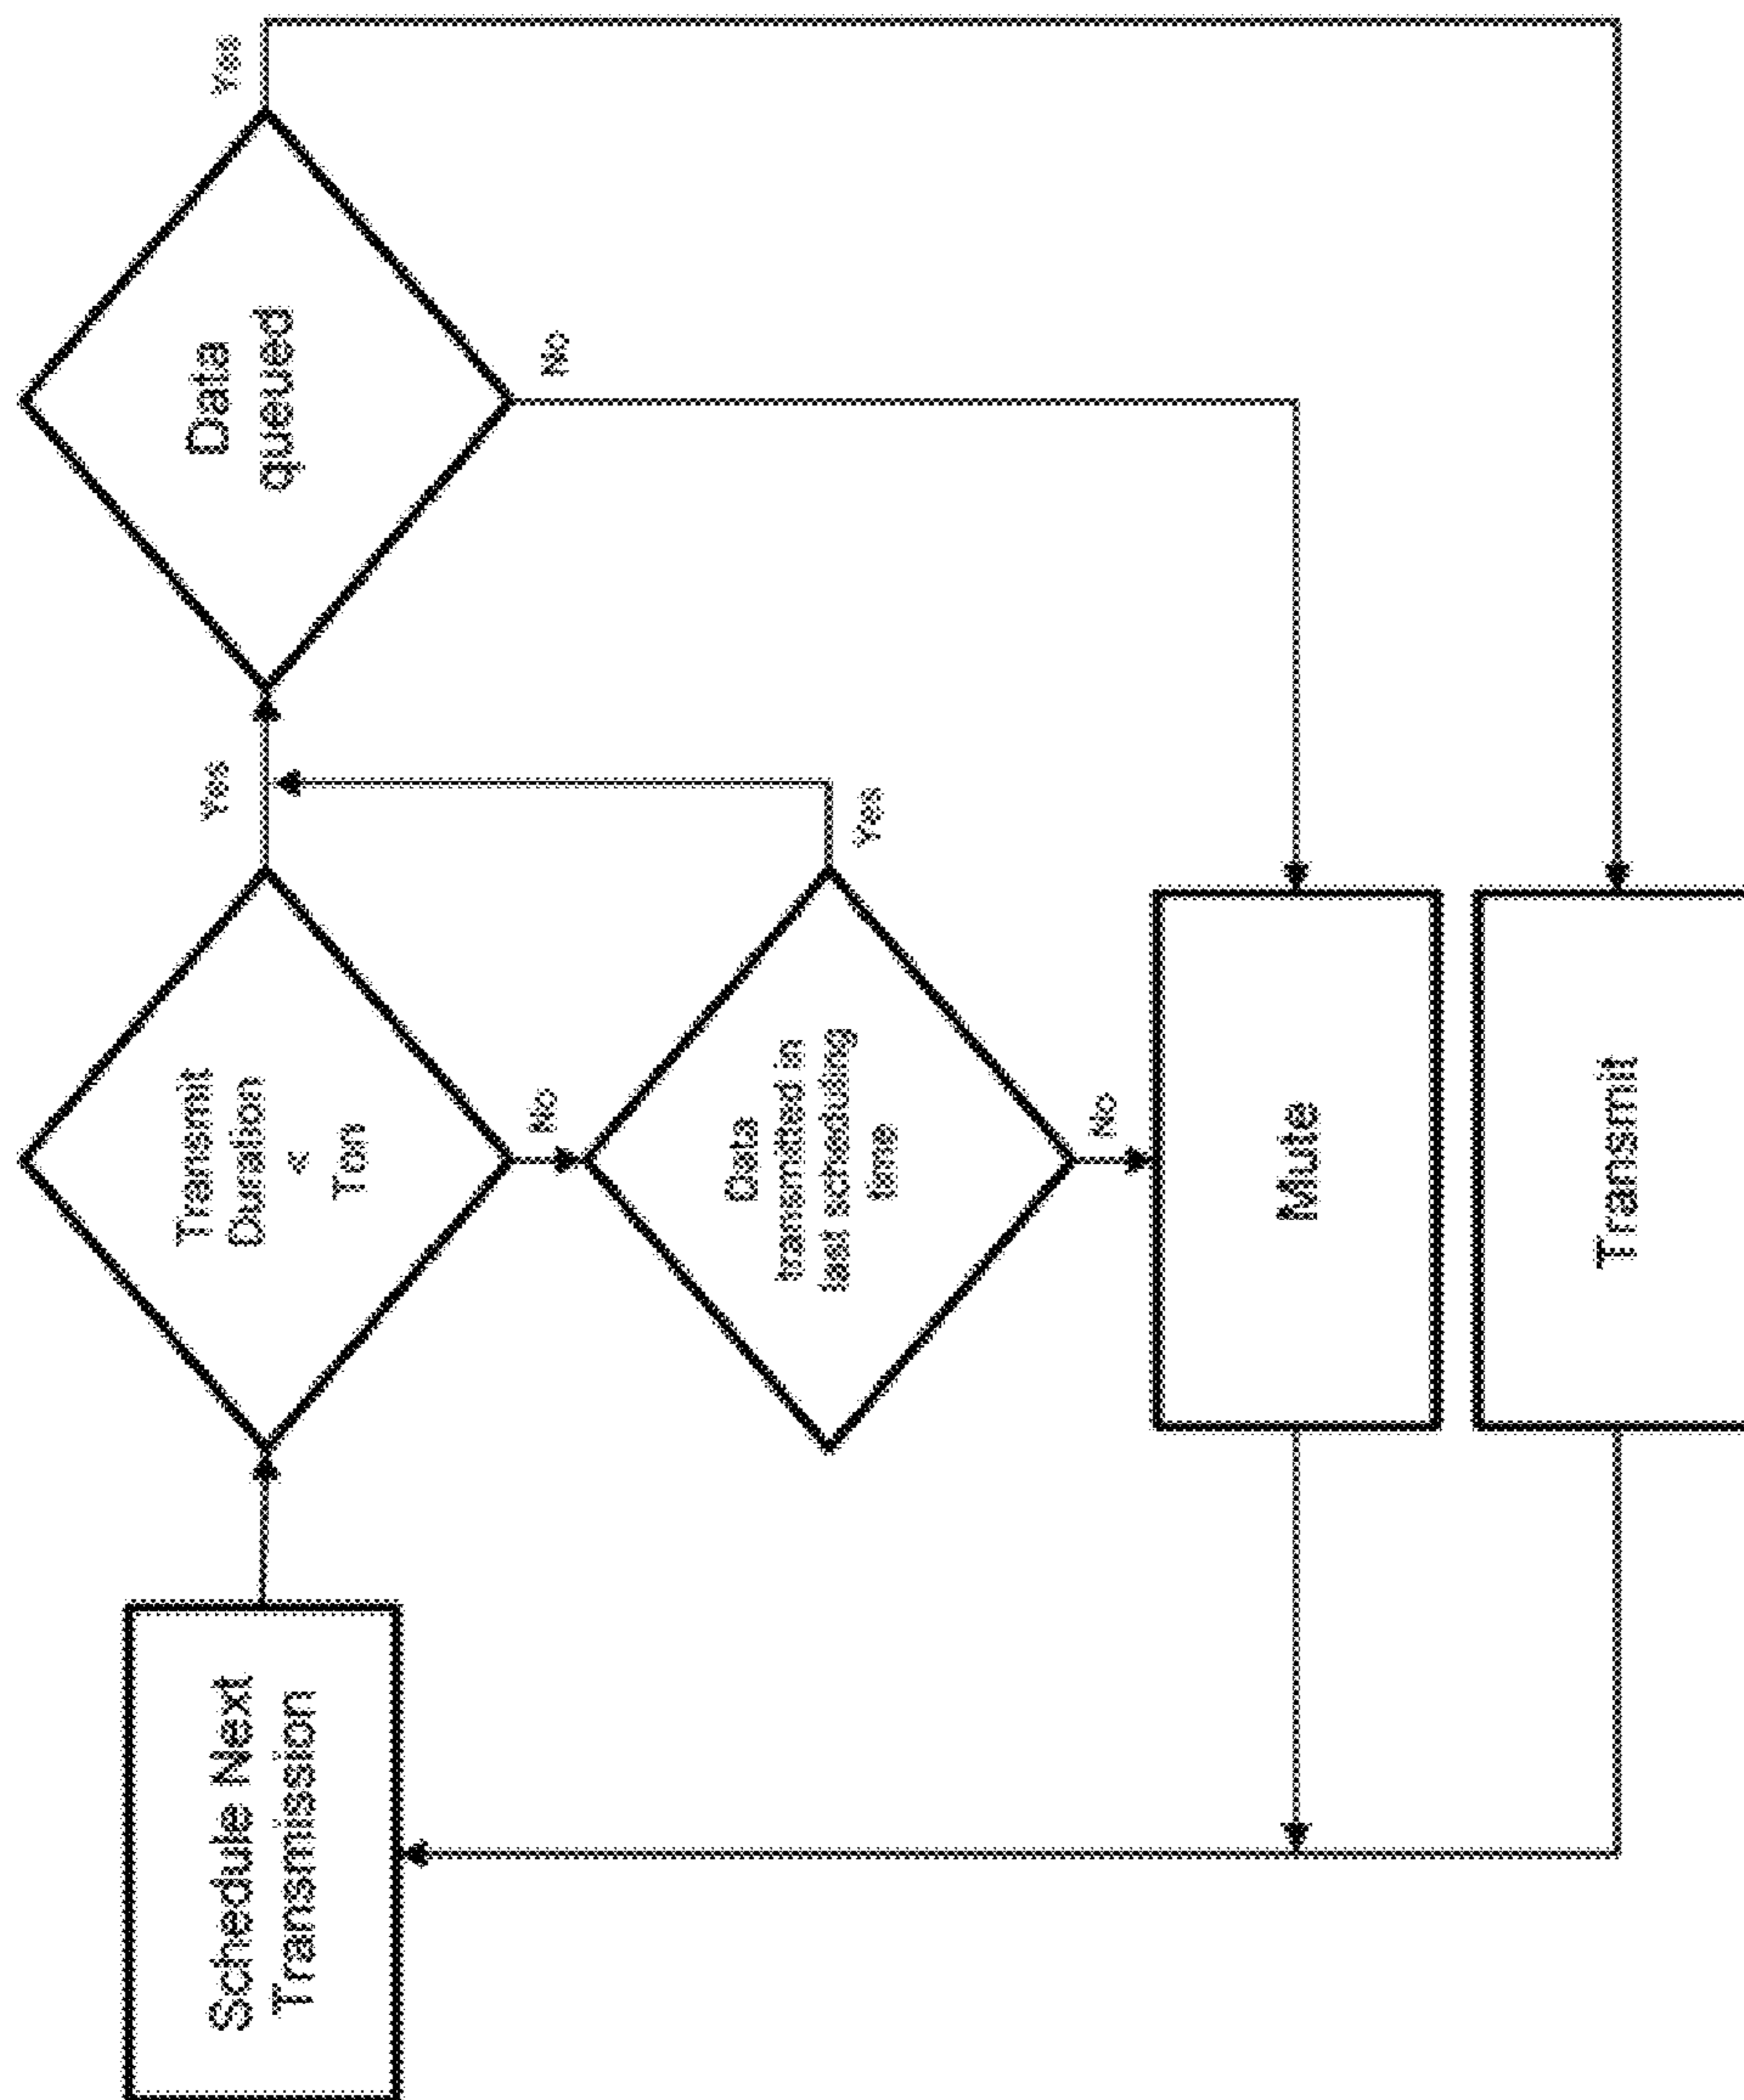 Schedule Next
Transmission
Transmit
Duration
<
Ton
Yes
Data
queued
Yes
No
No
Data
transmitted in
last scheduling
time
Yes
No
Mute
Transmit